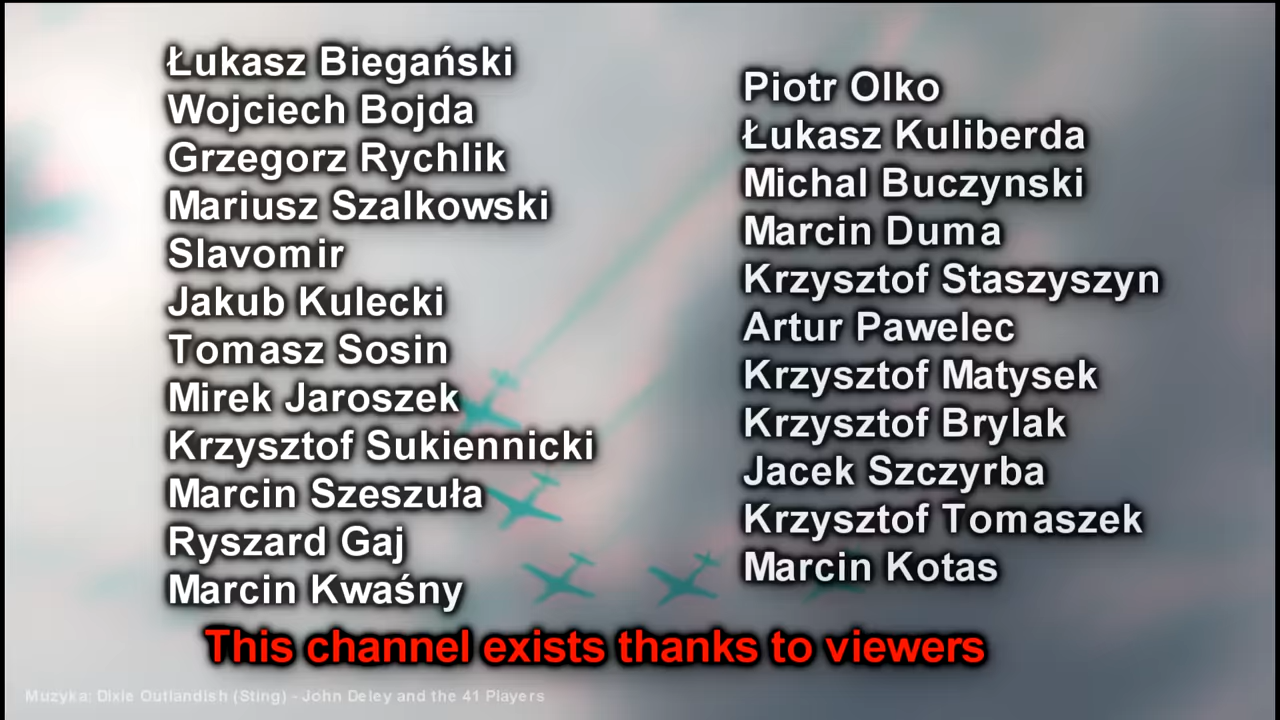 Łukasz Biegański
Wojciech Bojda
Grzegorz Rychlik
Mariusz Szalkowski
Slavomir
Jakub Kulecki
Tomasz Sosin
Mirek Jaroszek
Krzysztof Sukiennicki
Marcin Szeszuła
Ryszard Gaj
Marcin Kwaśny
Piotr Olko
Łukasz Kuliberda
Michal Buczynski
Marcin Duma
Krzysztof Staszyszyn
Artur Pawelec
Krzysztof Matysek
Krzysztof Brylak
Jacek Szczyrba
Krzysztof Tomaszek
Marcin Kotas
This channel exists thanks to viewers
Muzyka: Dixie Outlandish (Sting) - John Deley and the 41 Players